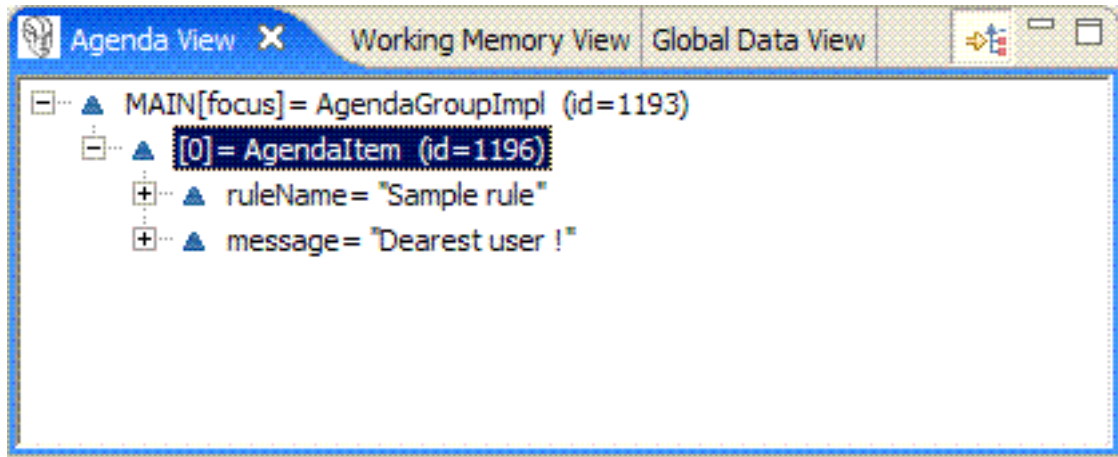 Agenda View Working Memory View Global Data View
MAIN[focus]= AgendaGroupImpl (id=1193)
[0]= AgendaItem (id=1196)
ruleName= "Sample rule"
message= "Dearest user !"